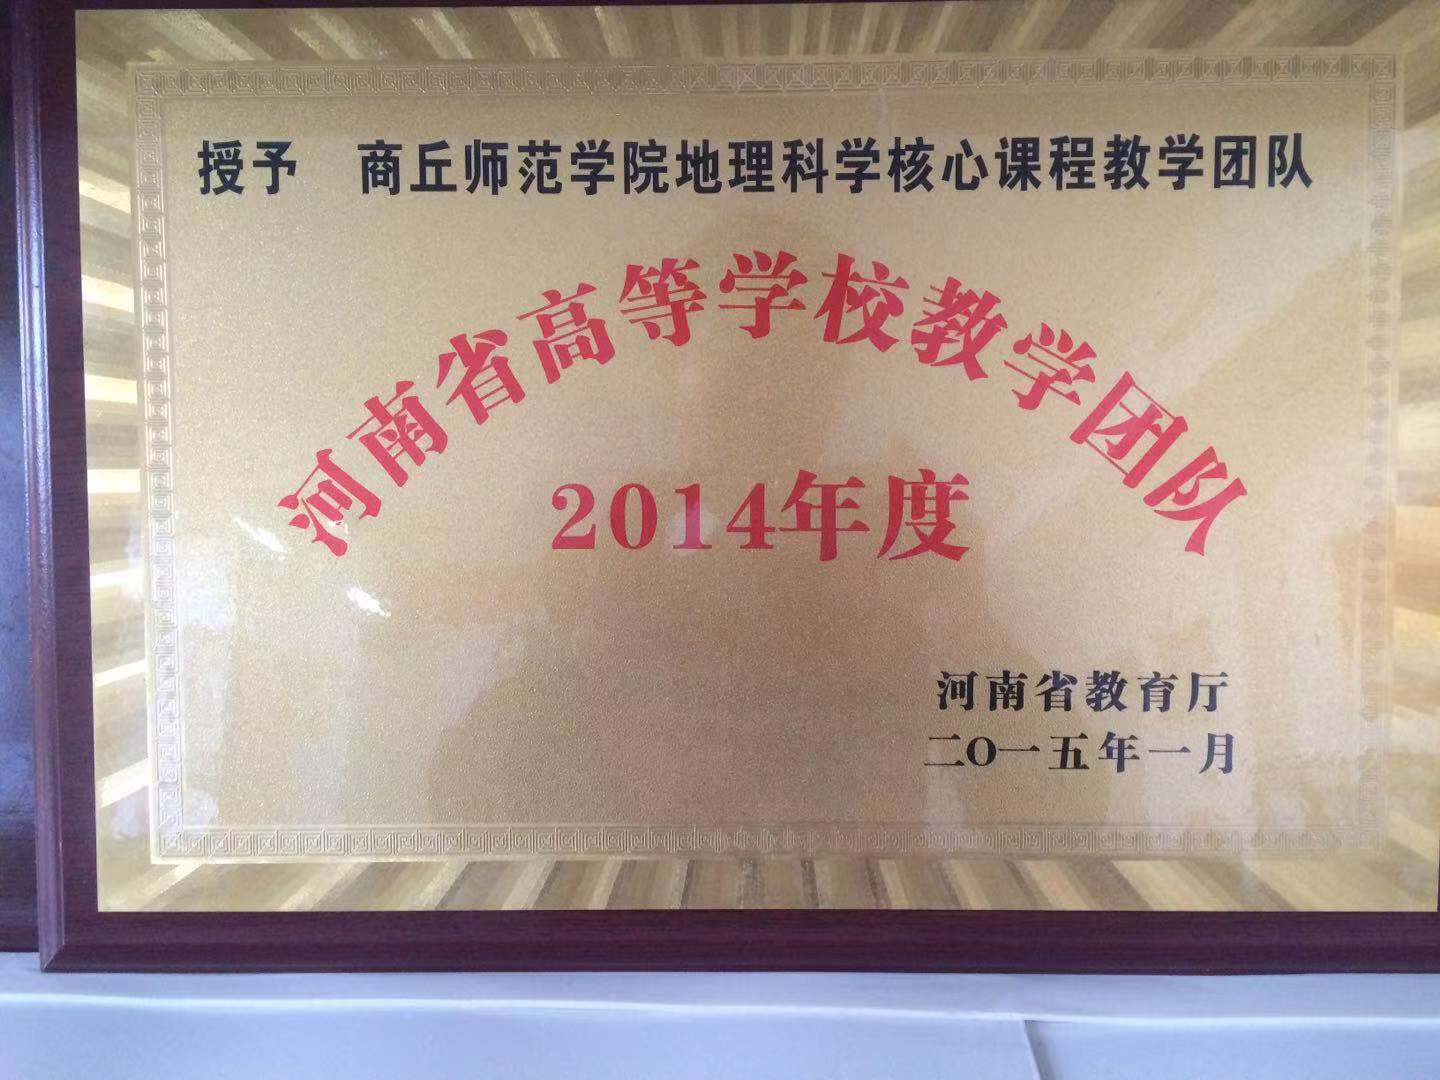 授予　商丘师范学院地理科学核心课程教学团队
河南省高等学校教学团队
2014年度
河南省教育厅
二〇一五年一月